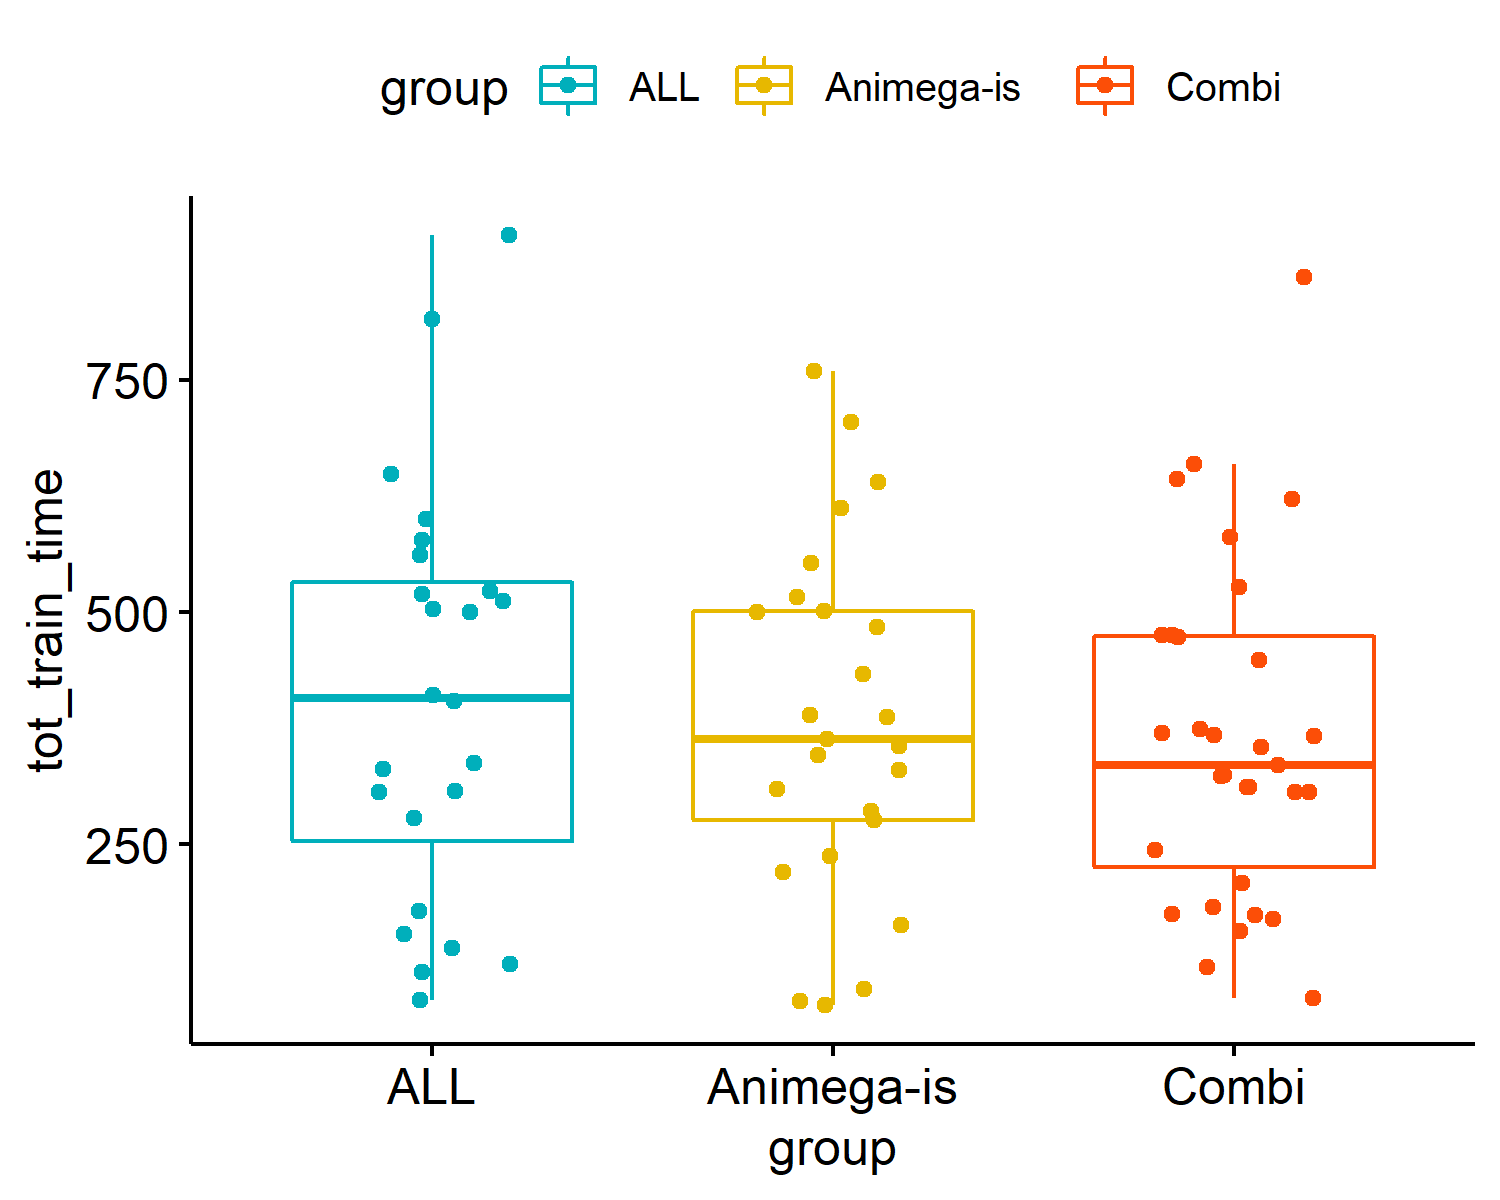 group ALL Animega-is Combi
tot_train_time
750
500
250
ALL Animega-is Combi
group